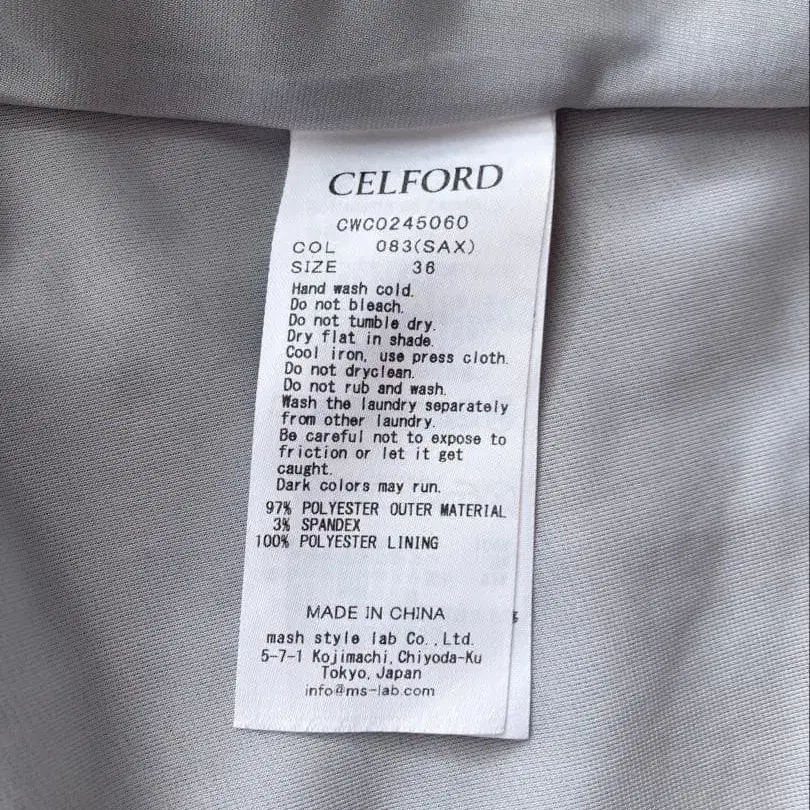 CELFORD
CWCO245060
COL 083(SAX)
SIZE 36
Hand wash cold.
Do not bleach.
Do not tumble dry.
Dry flat in shade.
Cool iron, use press cloth.
Do not dryclean.
Do not rub and wash.
Wash the laundry separately
from other laundry.
Be careful not to expose to
friction or let it get
caught.
Dark colors may run.
97% POLYESTER OUTER MATERIAL
3% SPANDEX
100% POLYESTER LINING
MADE IN CHINA
mash style lab Co.,Ltd.
5-7-1 Kojimachi,Chiyoda-Ku
Tokyo,Japan
info@ms-lab.com